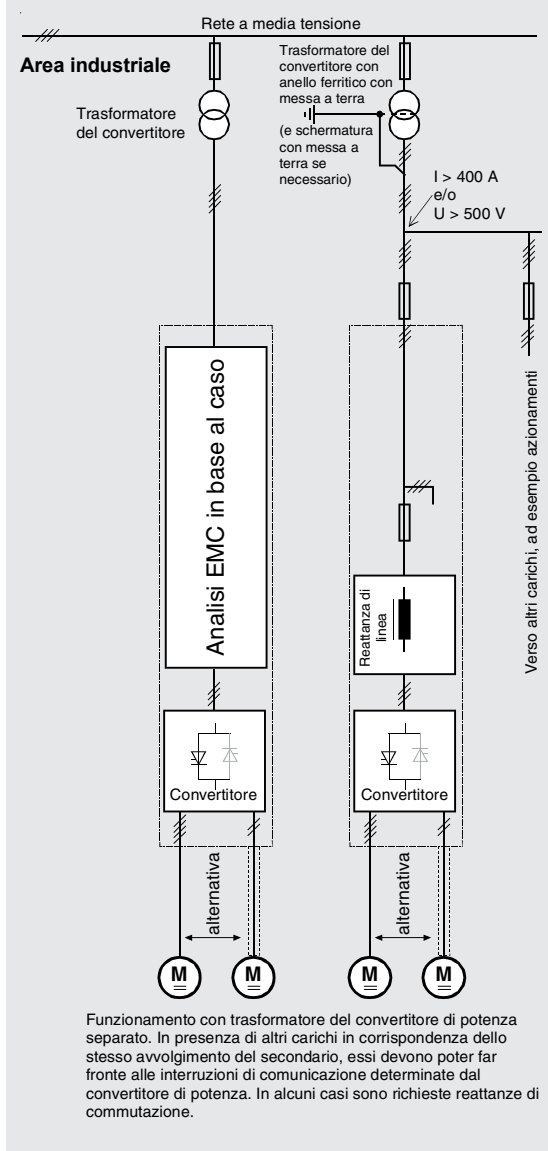 Rete a media tensione
Area industriale
Trasformatore
del convertitore
Trasformatore del
convertitore con
anello ferritico con
messa a terra
(e schermatura
con messa a
terra se
necessario)
I > 400 A
e/o
U > 500 V
Analisi EMC in base al caso
Reattanza di
linea
Verso altri carichi, ad esempio azionamenti
Convertitore
Convertitore
alternativa
alternativa
M
M
M
M
Funzionamento con trasformatore del convertitore di potenza
separato. In presenza di altri carichi in corrispondenza dello
stesso avvolgimento del secondario, essi devono poter far
fronte alle interruzioni di comunicazione determinate dal
convertitore di potenza. In alcuni casi sono richieste reattanze di
commutazione.